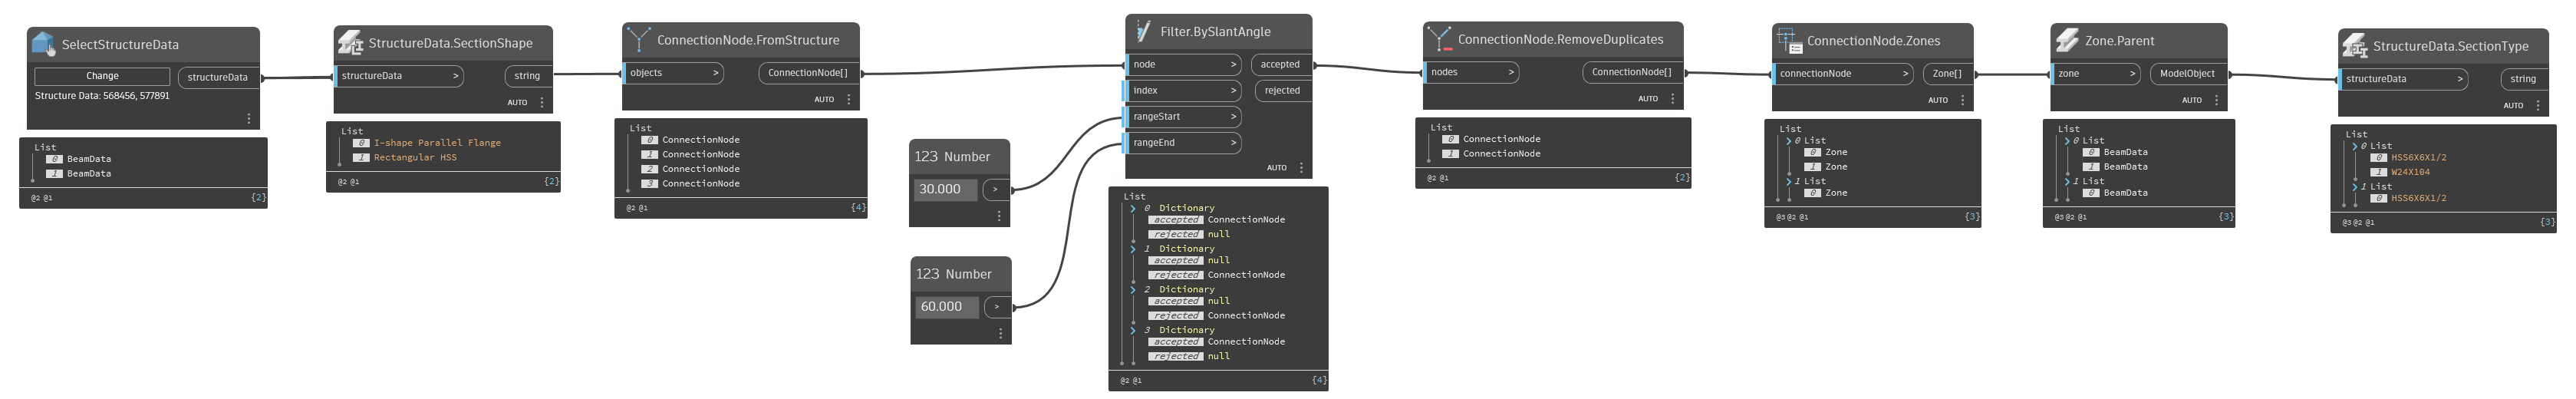 SelectStructureData
Change
structureData
Structure Data: 568456, 577891
List
0 BeamData
1 BeamData
@2 @1 {2}
StructureData.SectionShape
structureData >
string
AUTO
List
0 I-shape Parallel Flange
1 Rectangular HSS
@2 @1 {2}
ConnectionNode.FromStructure
objects >
ConnectionNode[]
AUTO
List
0 ConnectionNode
1 ConnectionNode
2 ConnectionNode
3 ConnectionNode
@2 @1 {4}
123 Number
30.000 >
123 Number
60.000 >
Filter.BySlantAngle
node > accepted
index > rejected
rangeStart >
rangeEnd >
AUTO
List
0 Dictionary
accepted ConnectionNode
rejected null
1 Dictionary
accepted null
rejected ConnectionNode
2 Dictionary
accepted null
rejected ConnectionNode
3 Dictionary
accepted ConnectionNode
rejected null
@2 @1 {4}
ConnectionNode.RemoveDuplicates
nodes >
ConnectionNode[]
AUTO
List
0 ConnectionNode
1 ConnectionNode
@2 @1 {2}
ConnectionNode.Zones
connectionNode >
Zone[]
AUTO
List
0 List
0 Zone
1 Zone
1 List
0 Zone
@3 @2 @1 {3}
Zone.Parent
zone >
ModelObject
AUTO
List
0 List
0 BeamData
1 BeamData
1 List
0 BeamData
@3 @2 @1 {3}
StructureData.SectionType
structureData >
string
AUTO
List
0 List
0 HSS6X6X1/2
1 W24X104
1 List
0 HSS6X6X1/2
@3 @2 @1 {3}